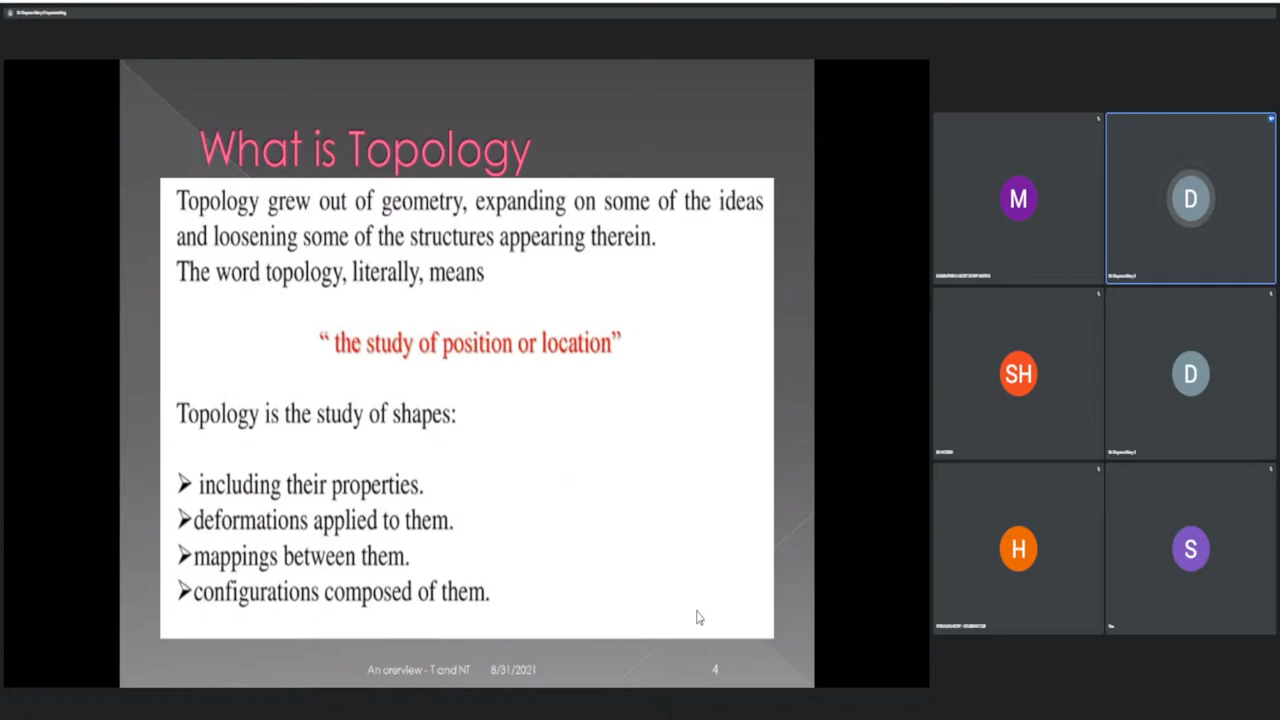 What is Topology
Topology grew out of geometry, expanding on some of the ideas
and loosening some of the structures appearing therein.
The word topology, literally, means
“ the study of position or location”
Topology is the study of shapes:
➤ including their properties.
➤deformations applied to them.
➤mappings between them.
➤configurations composed of them.
An orerview - T and NT 8/31/2021 4
M
D
SH
D
H
S
You